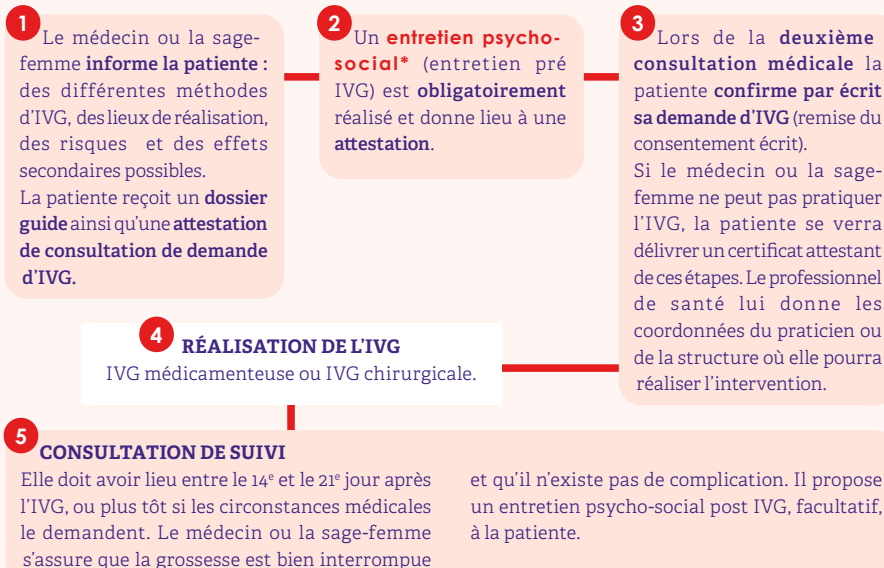 1
Le médecin ou la sage-
femme informe la patiente :
des différentes méthodes
d'IVG, des lieux de réalisation,
des risques et des effets
secondaires possibles.
La patiente reçoit un dossier
guide ainsi qu'une attestation
de consultation de demande
d'IVG.
2
Un entretien psycho-
social* (entretien pré
IVG) est obligatoirement
réalisé et donne lieu à une
attestation.
3
Lors de la deuxième
consultation médicale la
patiente confirme par écrit
sa demande d'IVG (remise du
consentement écrit).
Si le médecin ou la sage-
femme ne peut pas pratiquer
l'IVG, la patiente se verra
délivrer un certificat attestant
de ces étapes. Le professionnel
de santé lui donne les
coordonnées du praticien ou
de la structure où elle pourra
réaliser l'intervention.
4
RÉALISATION DE L'IVG
IVG médicamenteuse ou IVG chirurgicale.
5
CONSULTATION DE SUIVI
Elle doit avoir lieu entre le 14e et le 21e jour après
l'IVG, ou plus tôt si les circonstances médicales
le demandent. Le médecin ou la sage-femme
s'assure que la grossesse est bien interrompue
et qu'il n'existe pas de complication. Il propose
un entretien psycho-social post IVG, facultatif,
à la patiente.